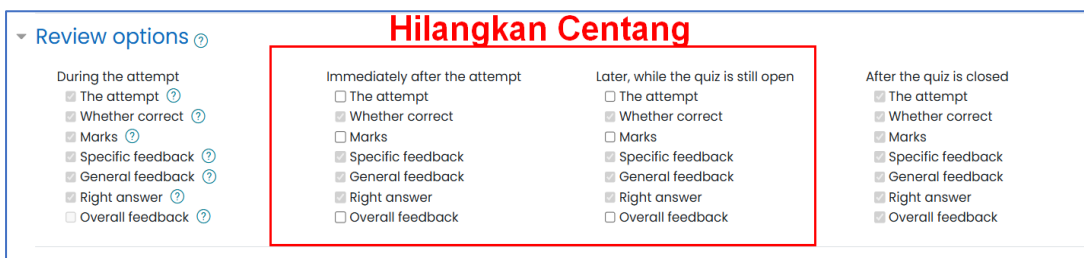 Hilangkan Centang
Review options
During the attempt
The attempt
Whether correct
Marks
Specific feedback
General feedback
Right answer
Overall feedback
Immediately after the attempt
The attempt
Whether correct
Marks
Specific feedback
General feedback
Right answer
Overall feedback
Later, while the quiz is still open
The attempt
Whether correct
Marks
Specific feedback
General feedback
Right answer
Overall feedback
After the quiz is closed
The attempt
Whether correct
Marks
Specific feedback
General feedback
Right answer
Overall feedback